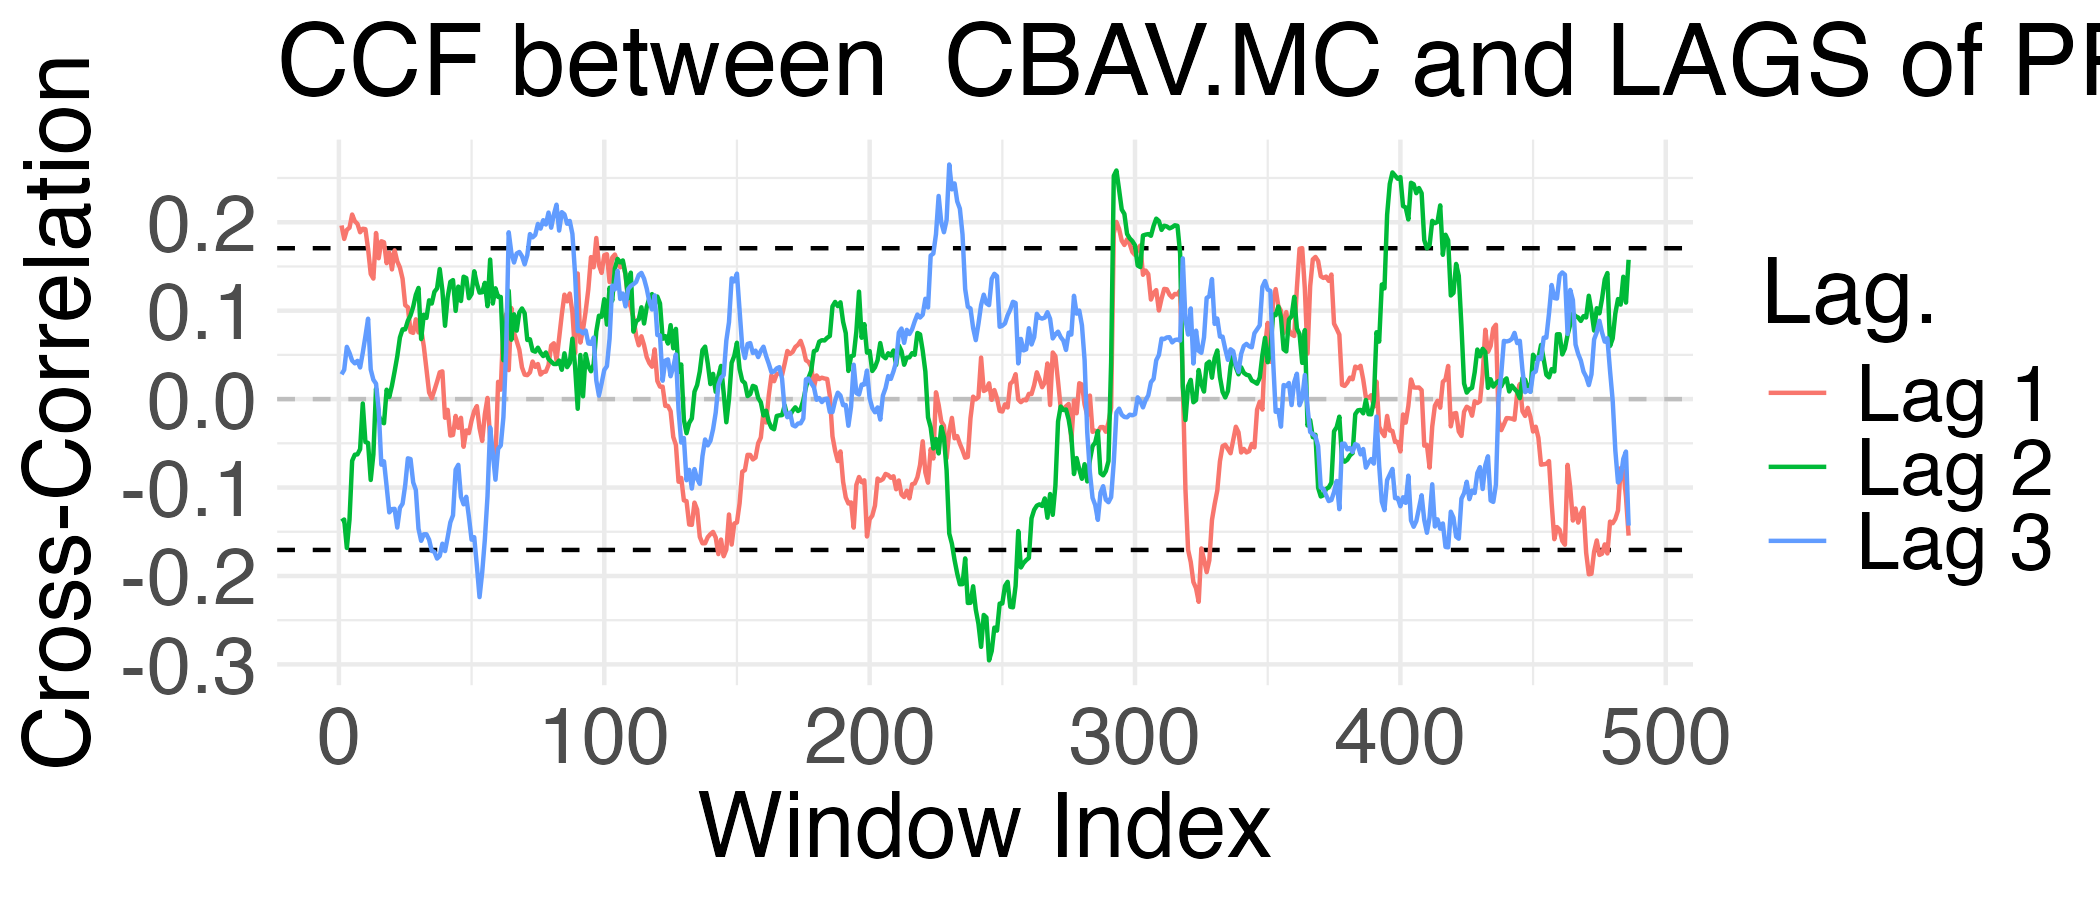 CCF between CBAV.MC and LAGS of
Cross-Correlation
0.2
0.1
0.0
-0.1
-0.2
-0.3
0 100 200 300 400 500
Window Index
Lag.
Lag 1
Lag 2
Lag 3